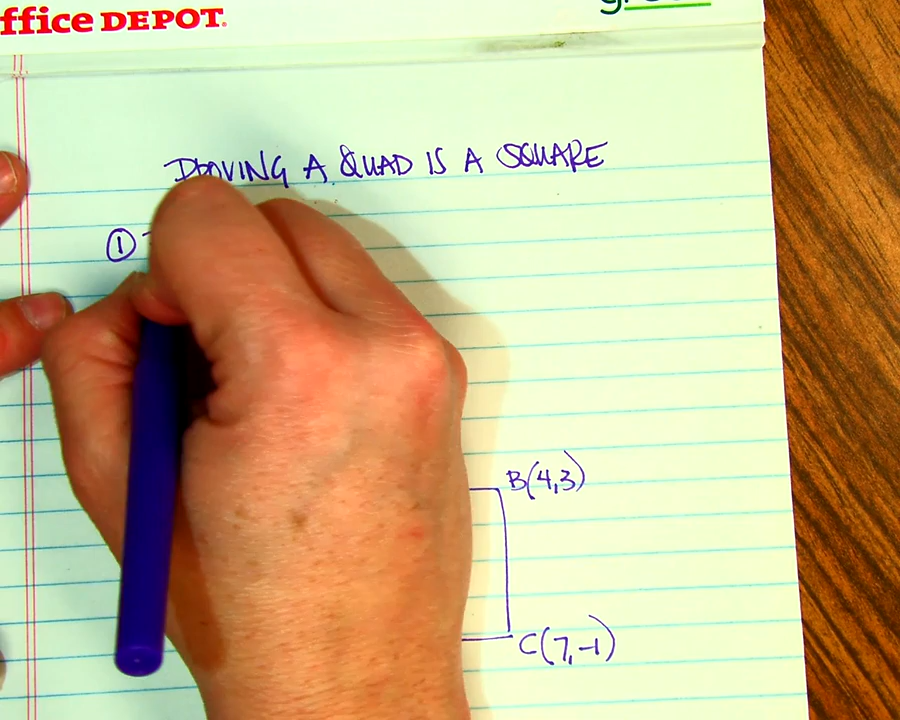 ffice DEPOT.
PROVING A QUAD IS A SQUARE
①
B(4,3)
C(7,-1)